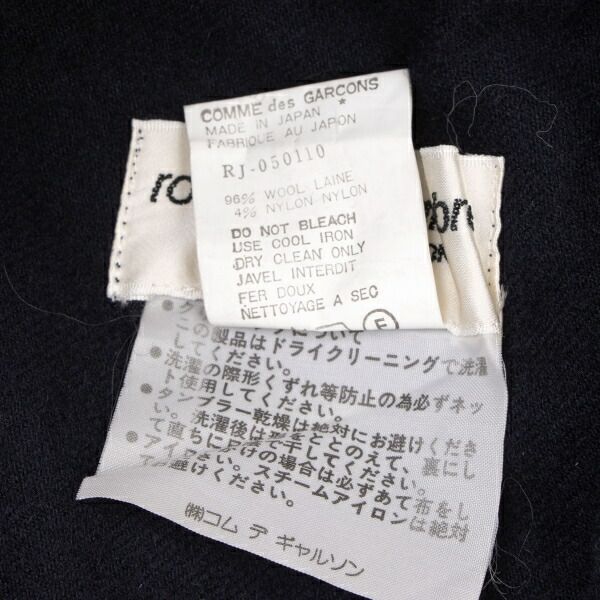 COMME des GARCONS
MADE IN JAPAN *
FABRIQUE AU JAPON
RJ-050110
96% WOOL LAINE
4% NYLON-NYLON
DO NOT BLEACH
USE COOL IRON
DRY CLEAN ONLY
JAVEL INTERDIT
FER DOUX
NETTOYAGE A SEC
E
ro
この製品はドライクリーニングで洗濯
してください。
●洗濯の際形くずれ等防止の為必ずネッ
ト使用してください。
●タンブラー乾燥は絶対にお避けくださ
い。洗濯後は形をととのえて、裏にし
て直ちに干してください。
●アイロンがけの場合は必ずあて布をし
てください。スチームアイロンは絶対
お避けください。
㈱コム デ ギャルソン